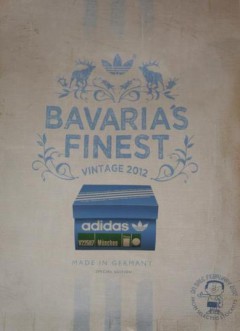 BAVARIA'S
FINEST
VINTAGE 2012
adidas
München
MADE IN GERMANY